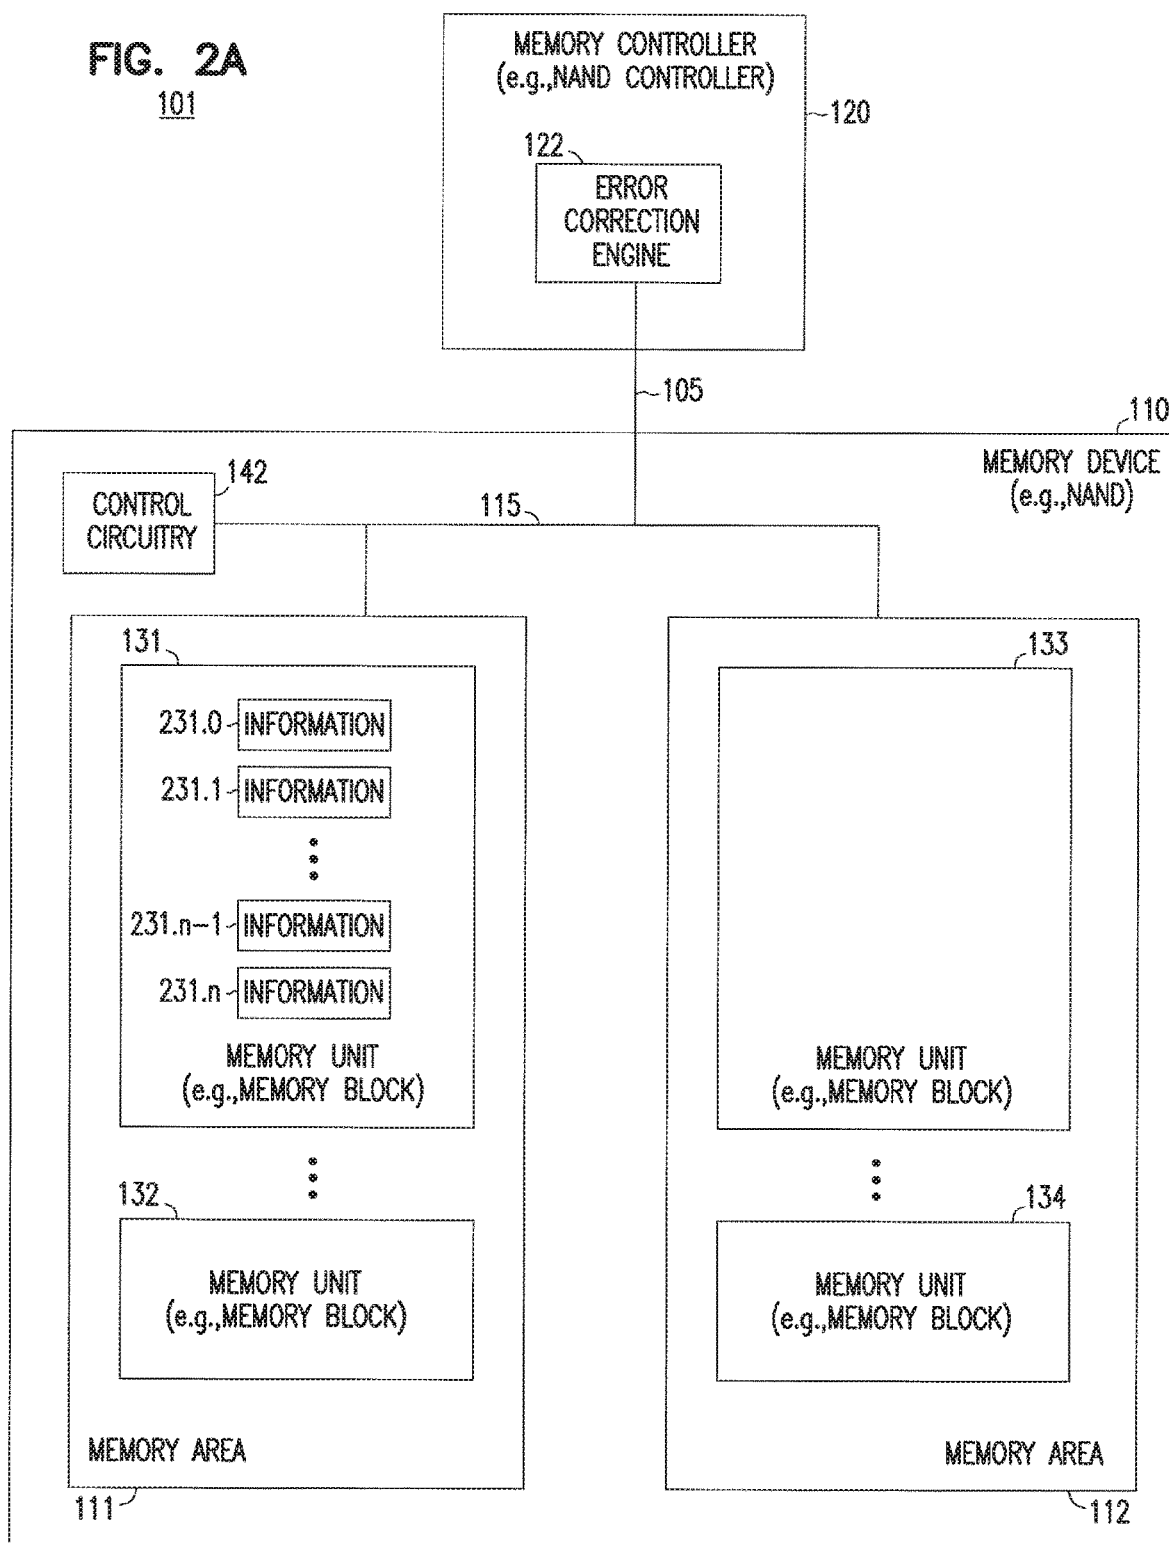 FIG. 2A
101
MEMORY CONTROLLER
(e.g.,NAND CONTROLLER)
120
122
ERROR
CORRECTION
ENGINE
105
110
MEMORY DEVICE
(e.g.,NAND)
142
CONTROL
CIRCUITRY
115
131
231.0
INFORMATION
231.1
INFORMATION
231.n-1
INFORMATION
231.n
INFORMATION
MEMORY UNIT
(e.g.,MEMORY BLOCK)
132
MEMORY UNIT
(e.g.,MEMORY BLOCK)
MEMORY AREA
111
133
MEMORY UNIT
(e.g.,MEMORY BLOCK)
134
MEMORY UNIT
(e.g.,MEMORY BLOCK)
MEMORY AREA
112